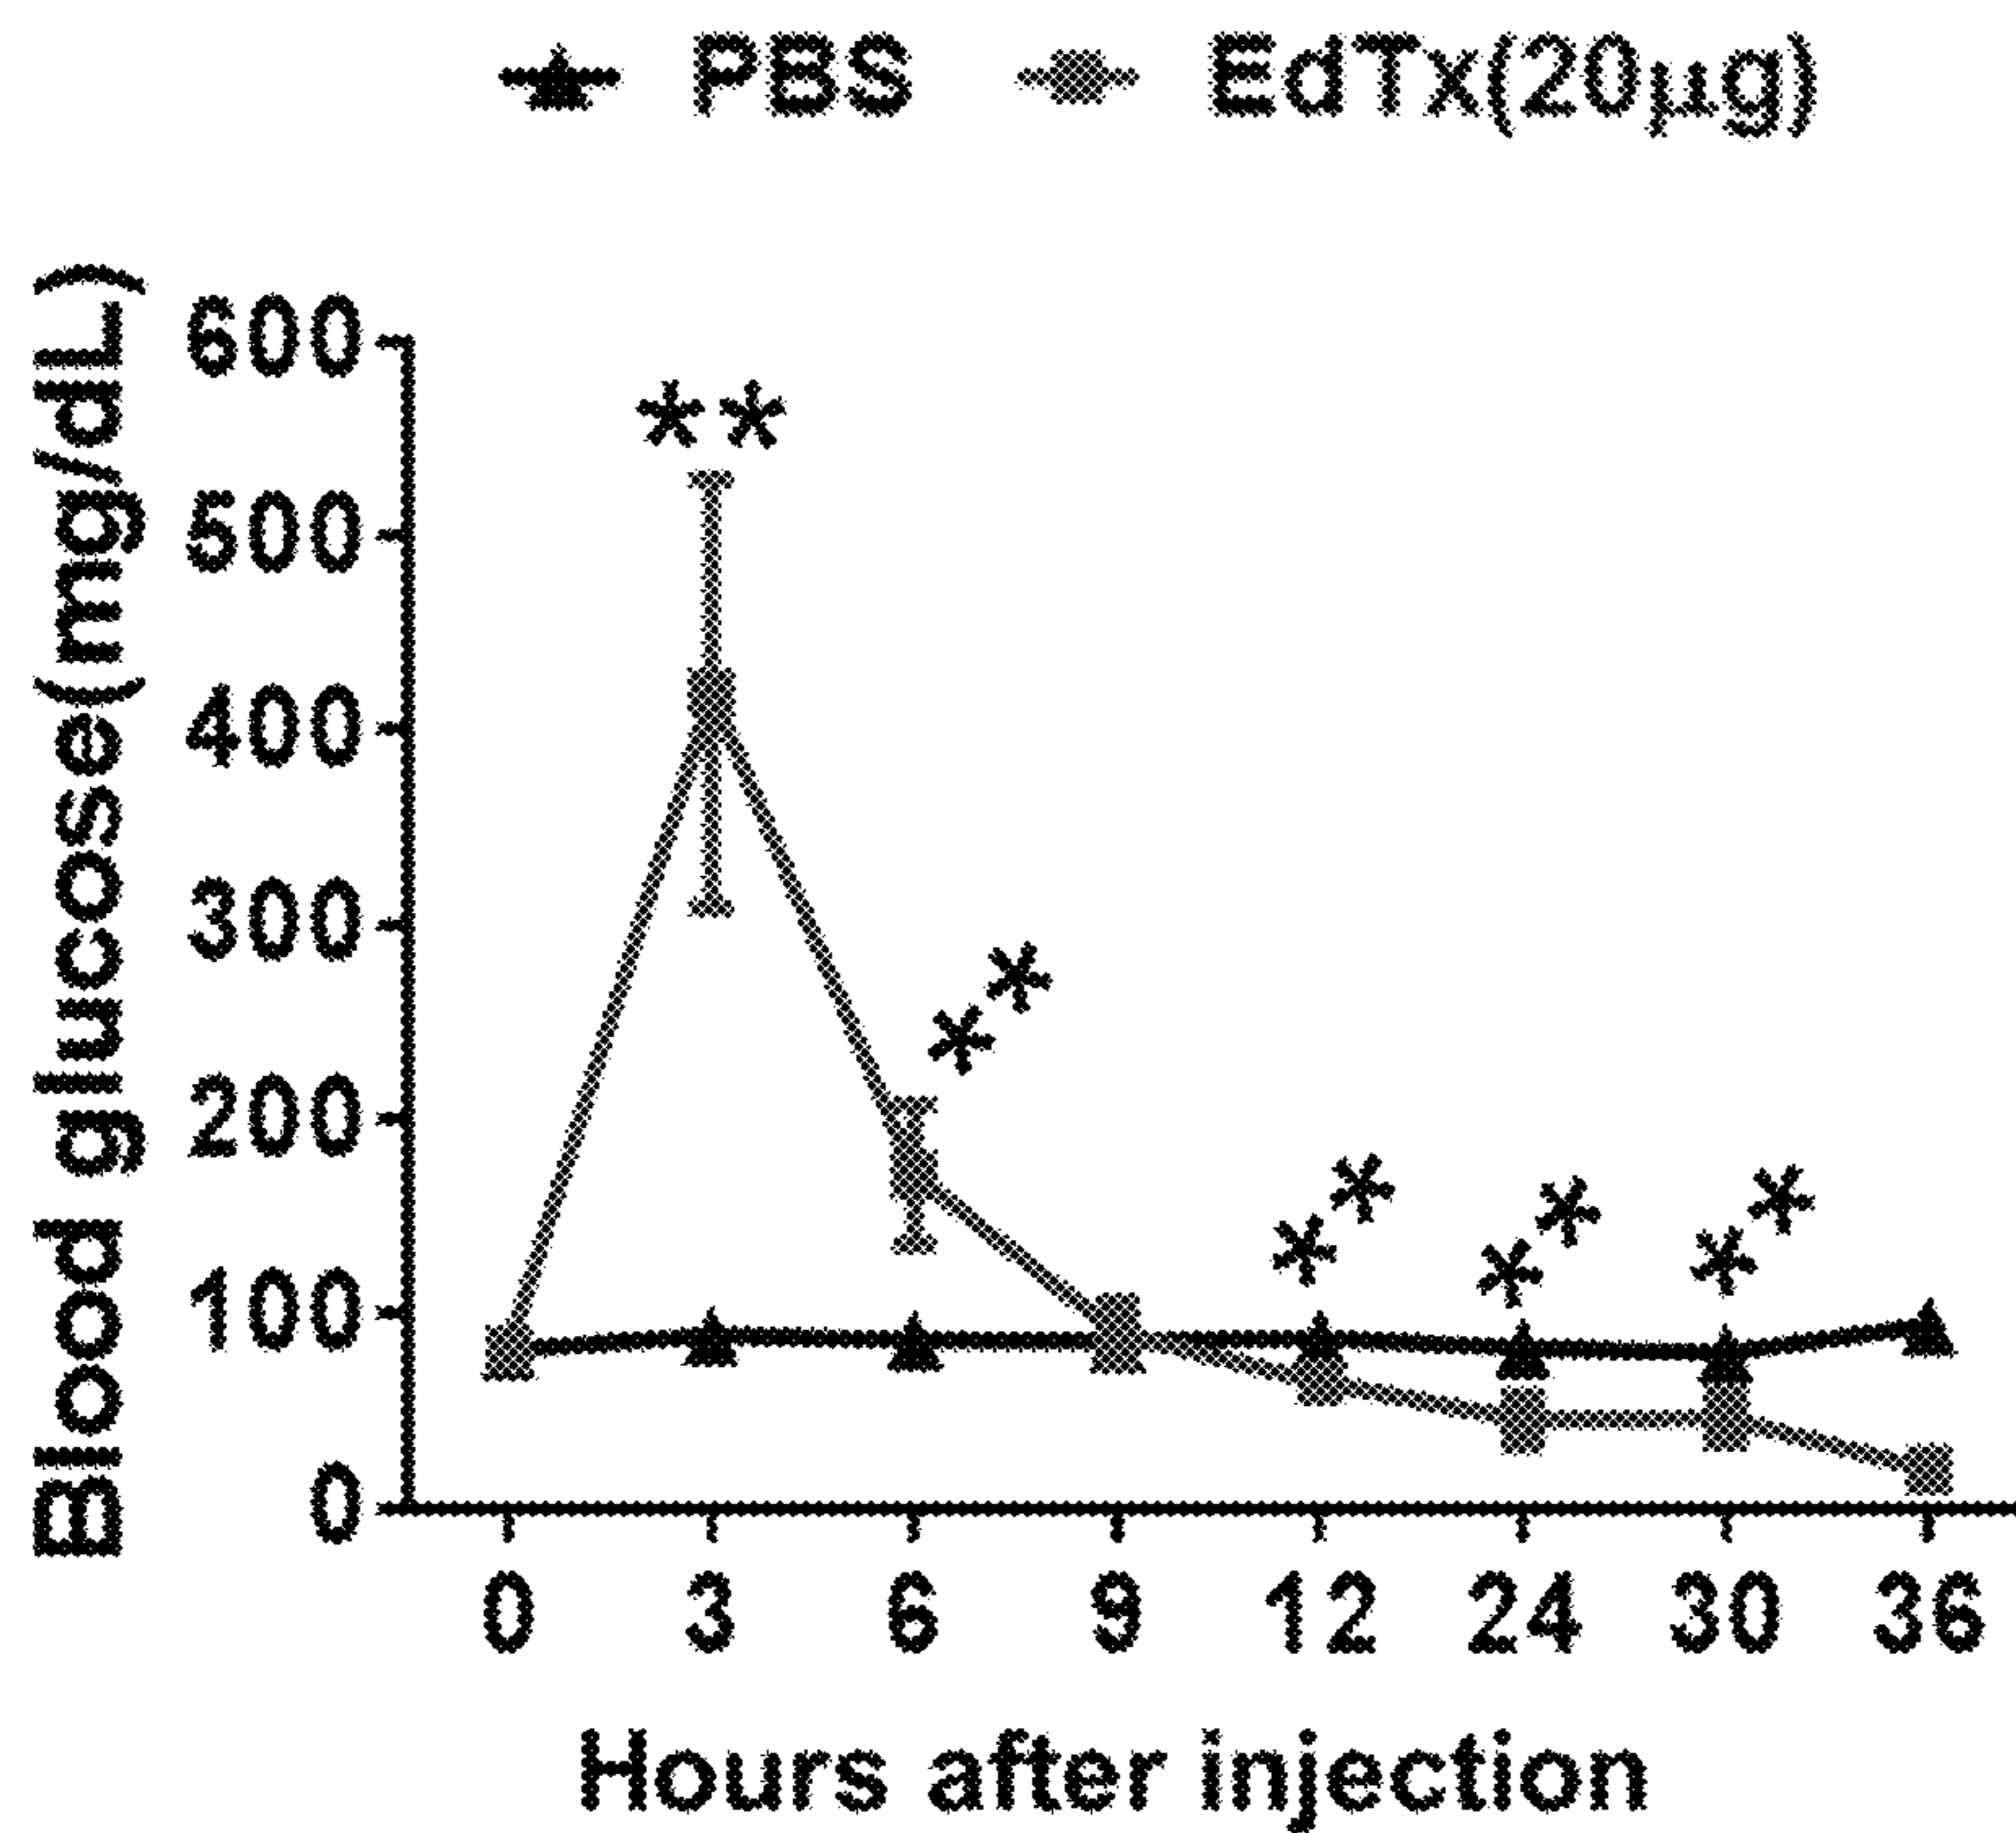 PBS EdTx(20µg)
Blood glucose(mg/dL)
600
**
500
400
300
**
200
** ** **
100
0
0 3 6 9 12 24 30 36
Hours after injection